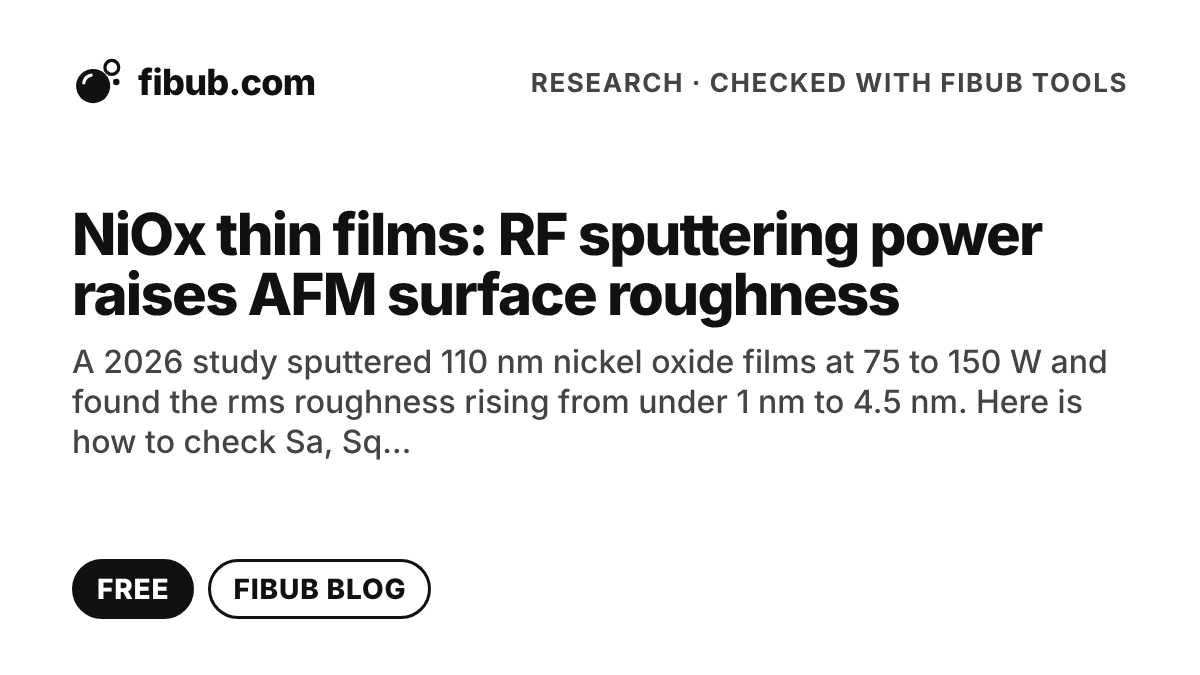 fibub.com
RESEARCH · CHECKED WITH FIBUB TOOLS
NiOx thin films: RF sputtering power
raises AFM surface roughness
A 2026 study sputtered 110 nm nickel oxide films at 75 to 150 W and
found the rms roughness rising from under 1 nm to 4.5 nm. Here is
how to check Sa, Sq...
FREE
FIBUB BLOG